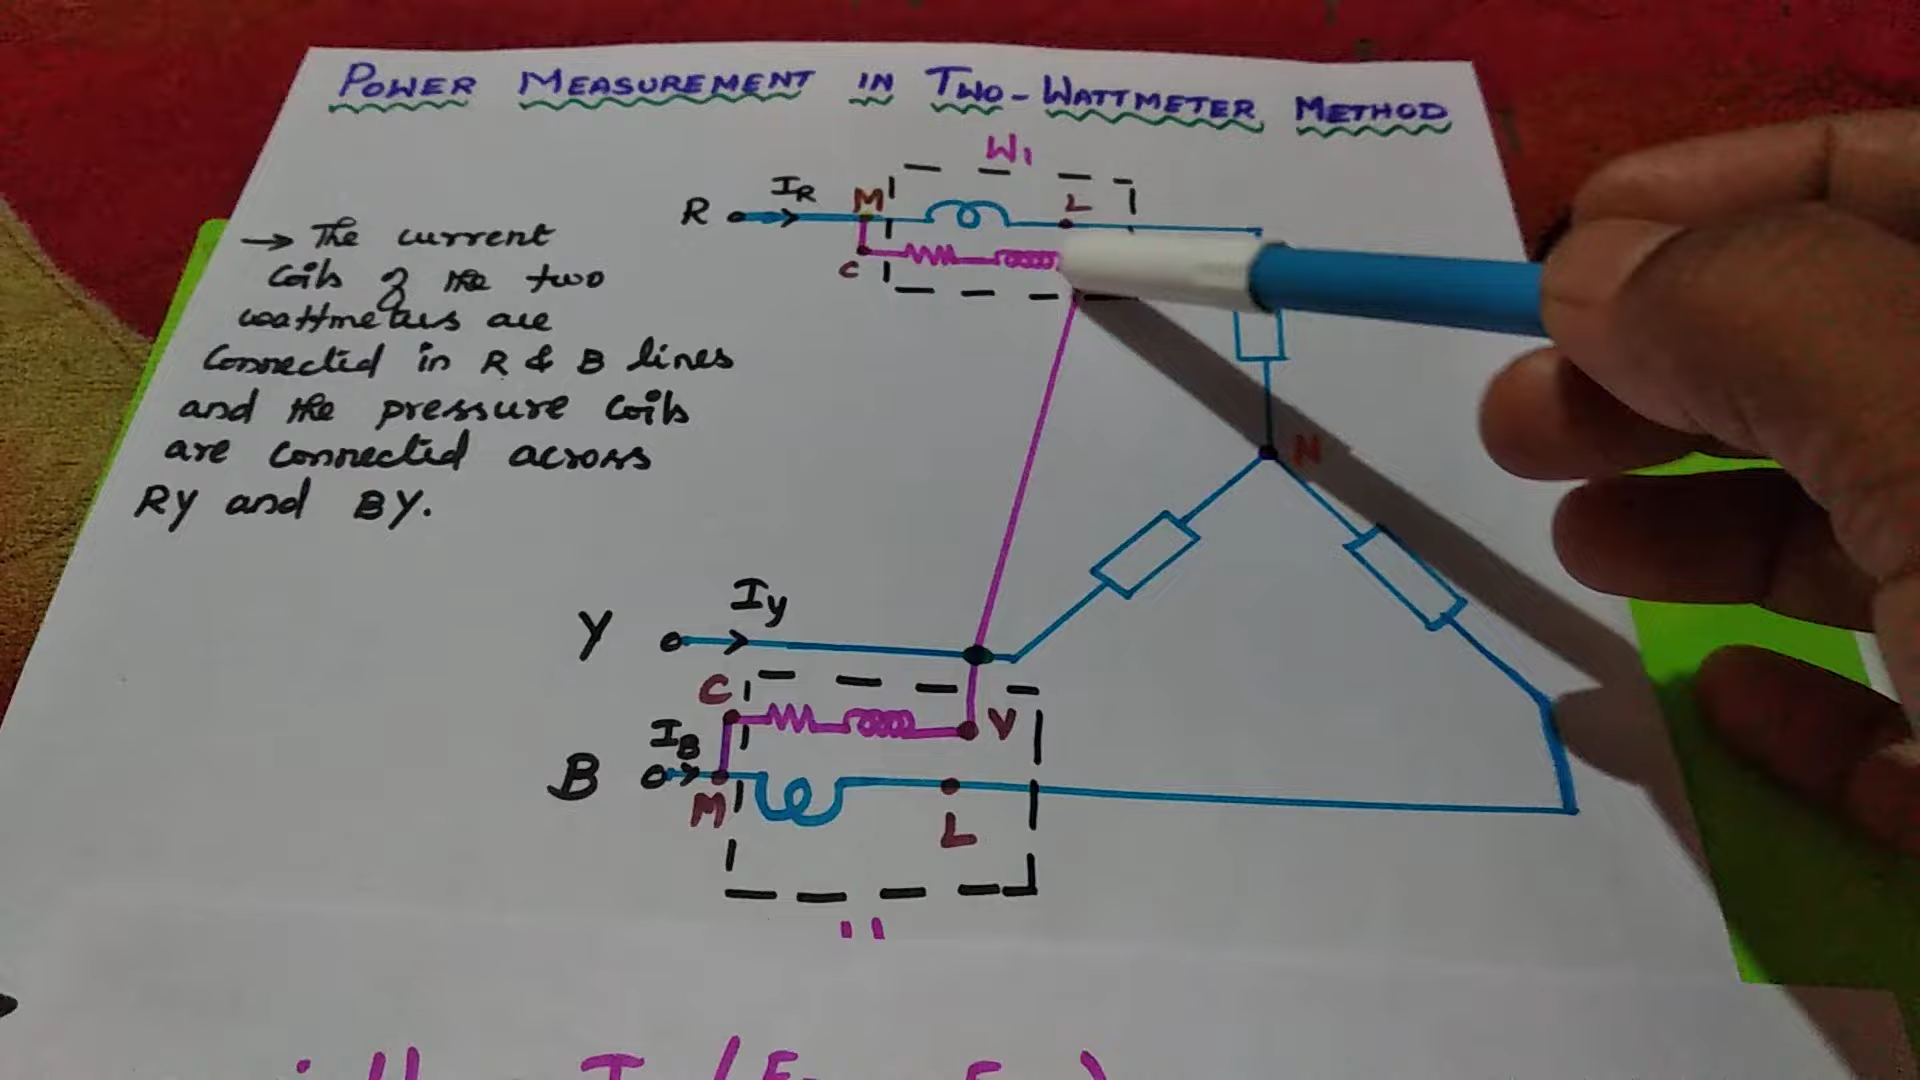 POWER MEASUREMENT IN TWO-WATTMETER METHOD
W1
R IR M L
C
→ The current
Coils of the two
wattmeters are
Connected in R & B lines
and the pressure coils
are connected across
RY and BY.
N
Y IY
C V
B IB
M L